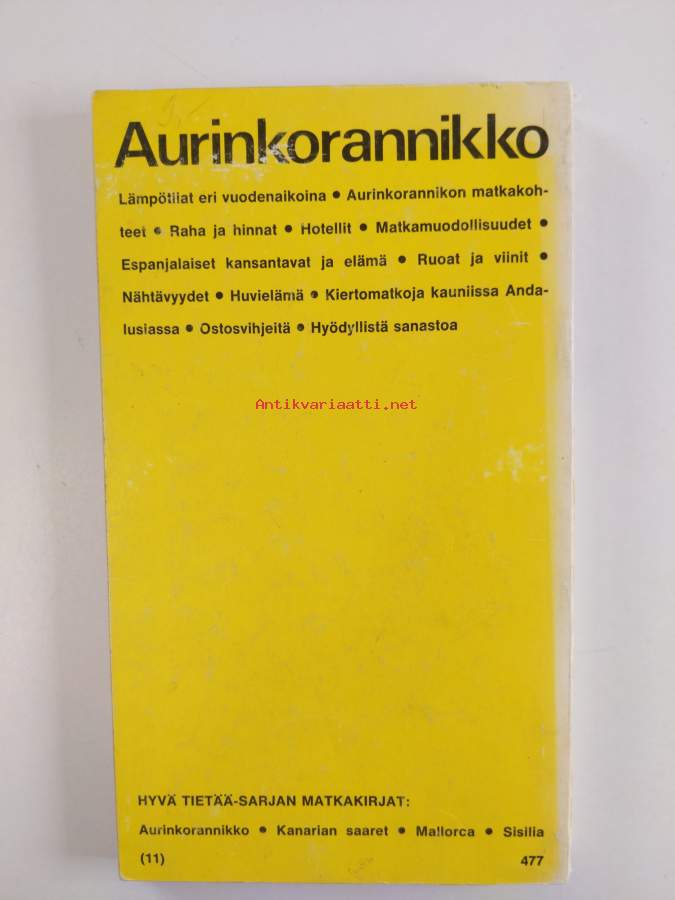 Aurinkorannikko
Lämpötilat eri vuodenaikoina • Aurinkorannikon matkakoh-
teet • Raha ja hinnat • Hotellit • Matkamuodollisuudet •
Espanjalaiset kansantavat ja elämä • Ruoat ja viinit •
Nähtävyydet • Huvielämä • Kiertomatkoja kauniissa Anda-
lusiassa • Ostosvihjeitä • Hyödyllistä sanastoa
Antikvariaatti.net
HYVÄ TIETÄÄ-SARJAN MATKAKIRJAT:
Aurinkorannikko • Kanarian saaret • Mallorca • Sisilia
(11) 477